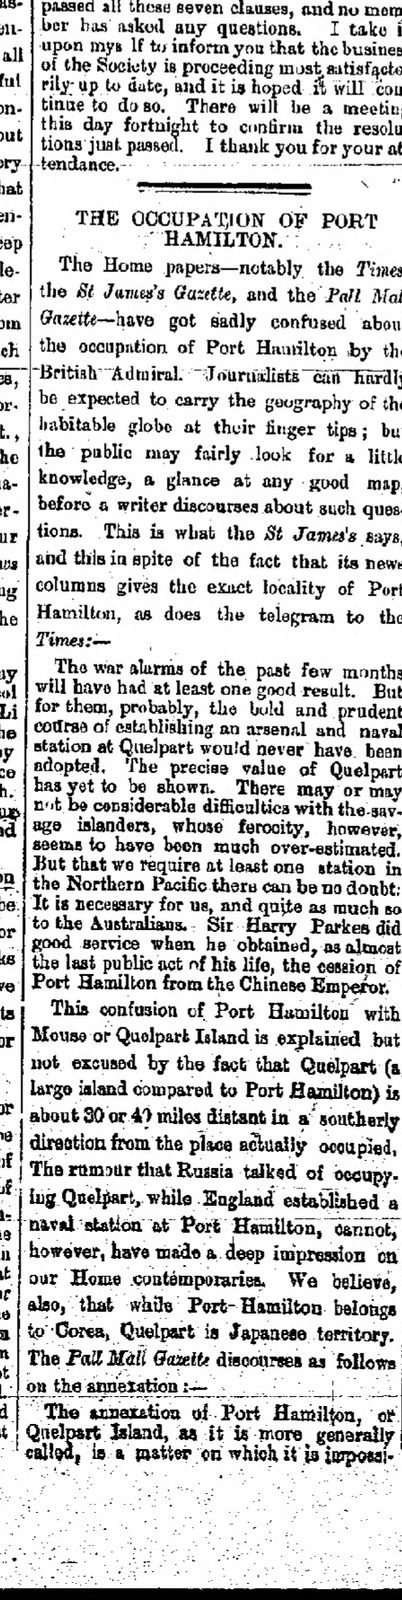 passed all these seven clauses, and no mem
ber has asked any questions. I take i
upon mys lf to inform you that the busines
of the Society is proceeding most satisfacto
rily up to date, and it is hoped it will con
tinue to do so. There will be a meetin
this day fortnight to confirm the resolu
tions just passed. I thank you for your at
tendance.
THE OCCUPATION OF PORT
HAMILTON.
The Home papers—notably the Times
the St James's Gazette, and the Pall Mal
Gazette—have got sadly confused abou
the occupation of Port Hamilton by the
British Admiral. Journalists can hardly
be expected to carry the geography of the
habitable globe at their finger tips; bu
the public may fairly look for a little
knowledge, a glance at any good map,
before a writer discourses about such ques
tions. This is what the St James's says,
and this in spite of the fact that its news
columns gives the exact locality of Port
Hamilton, as does the telegram to the
Times:—
The war alarms of the past few months
will have had at least one good result. But
for them, probably, the bold and prudent
course of establishing an arsenal and naval
station at Quelpart would never have been
adopted. The precise value of Quelpart
has yet to be shown. There may or may
not be considerable difficulties with the sav-
age islanders, whose ferocity, however,
seems to have been much over-estimated.
But that we require at least one station in
the Northern Pacific there can be no doubt:
It is necessary for us, and quite as much so
to the Australians. Sir Harry Parkes did
good service when he obtained, as almost
the last public act of his life, the cession of
Port Hamilton from the Chinese Emperor.
This confusion of Port Hamilton with
Mouse or Quelpart Island is explained but
not excused by the fact that Quelpart (a
large island compared to Port Hamilton) is
about 30 or 40 miles distant in a southerly
direction from the place actually occupied.
The rumour that Russia talked of occupy-
ing Quelpart, while England established a
naval station at Port Hamilton, cannot,
however, have made a deep impression on
our Home contemporaries. We believe,
also, that while Port Hamilton belongs
to Corea, Quelpart is Japanese territory.
The Pall Mall Gazette discourses as follows
on the annexation:—
The annexation of Port Hamilton, or
Quelpart Island, as it is more generally
called, is a matter on which it is impossi-